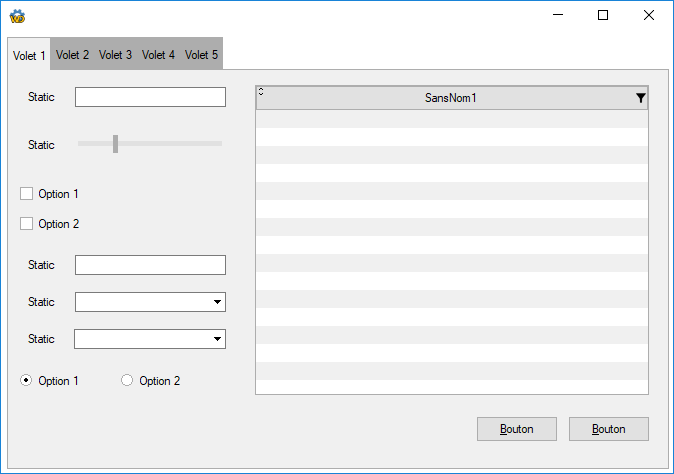 Volet 1 Volet 2 Volet 3 Volet 4 Volet 5
Static
SansNom1
Static
Option 1
Option 2
Static
Static
Static
Option 1 Option 2
Bouton Bouton